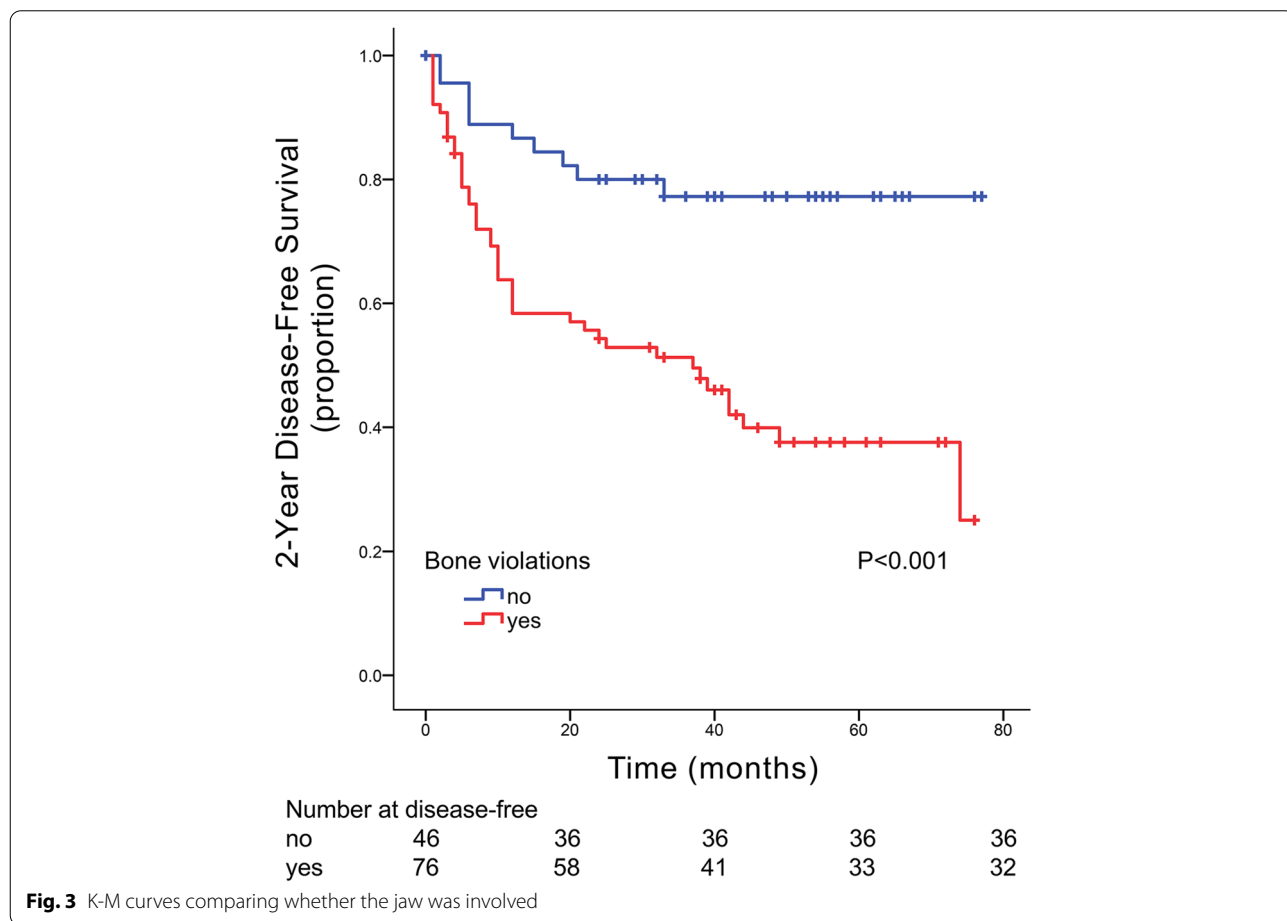 2-Year Disease-Free Survival
(proportion)
1.0
0.8
0.6
0.4
0.2
0.0
Bone violations
no
yes
P<0.001
0 20 40 60 80
Time (months)
Number at disease-free
no 46 36 36 36 36
yes 76 58 41 33 32
Fig. 3 K-M curves comparing whether the jaw was involved